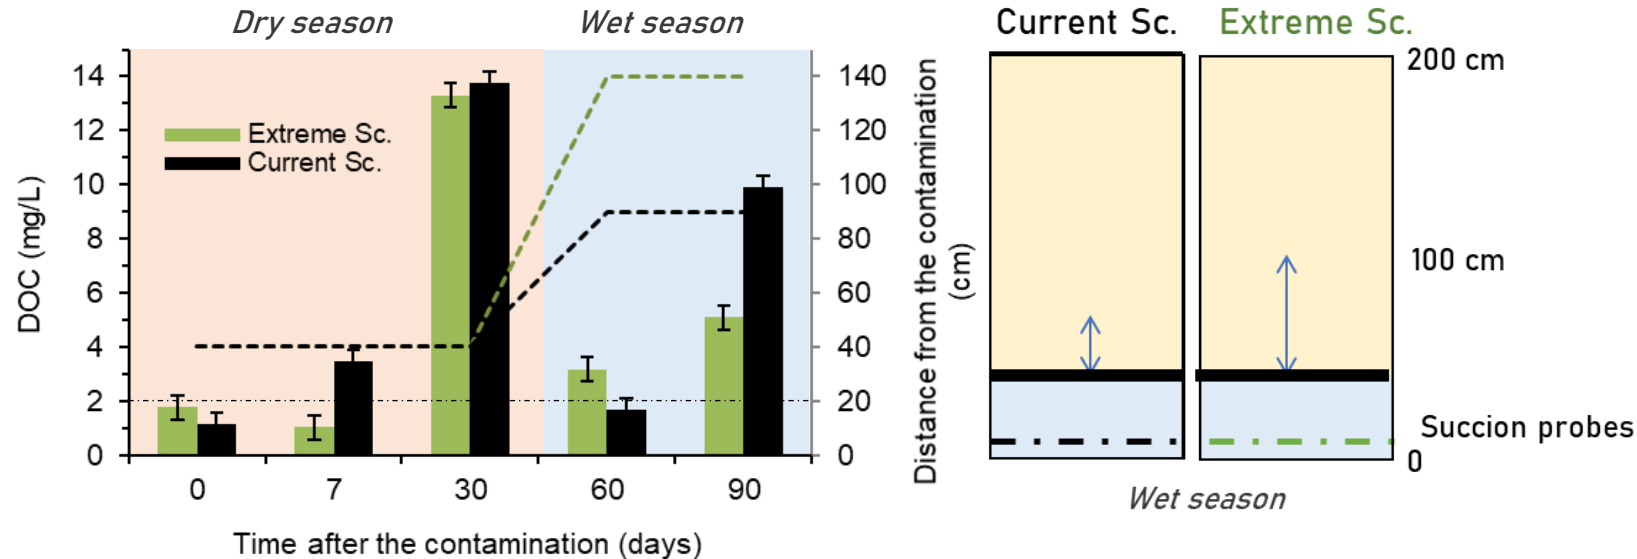 Dry season
Wet season
DOC (mg/L)
14
12
10
8
6
4
2
0
Extreme Sc.
Current Sc.
140
120
100
80
60
40
20
0
0 7 30 60 90
Time after the contamination (days)
Distance from the contamination
(cm)
Current Sc.
Extreme Sc.
200 cm
100 cm
Succion probes
0
Wet season